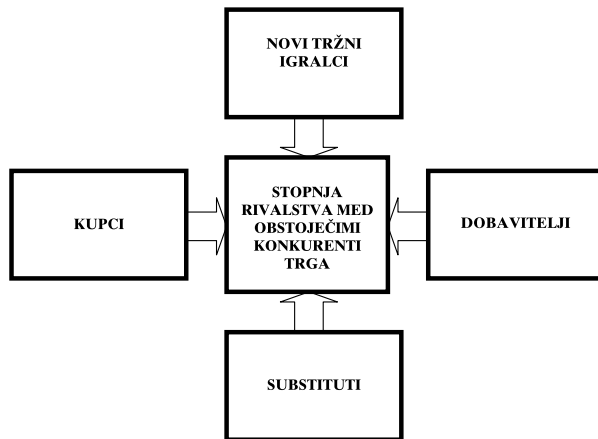 NOVI TRŽNI
IGRALCI
KUPCI
STOPNJA
RIVALSTVA MED
OBSTOJEČIMI
KONKURENTI
TRGA
DOBAVITELJI
SUBSTITUTI